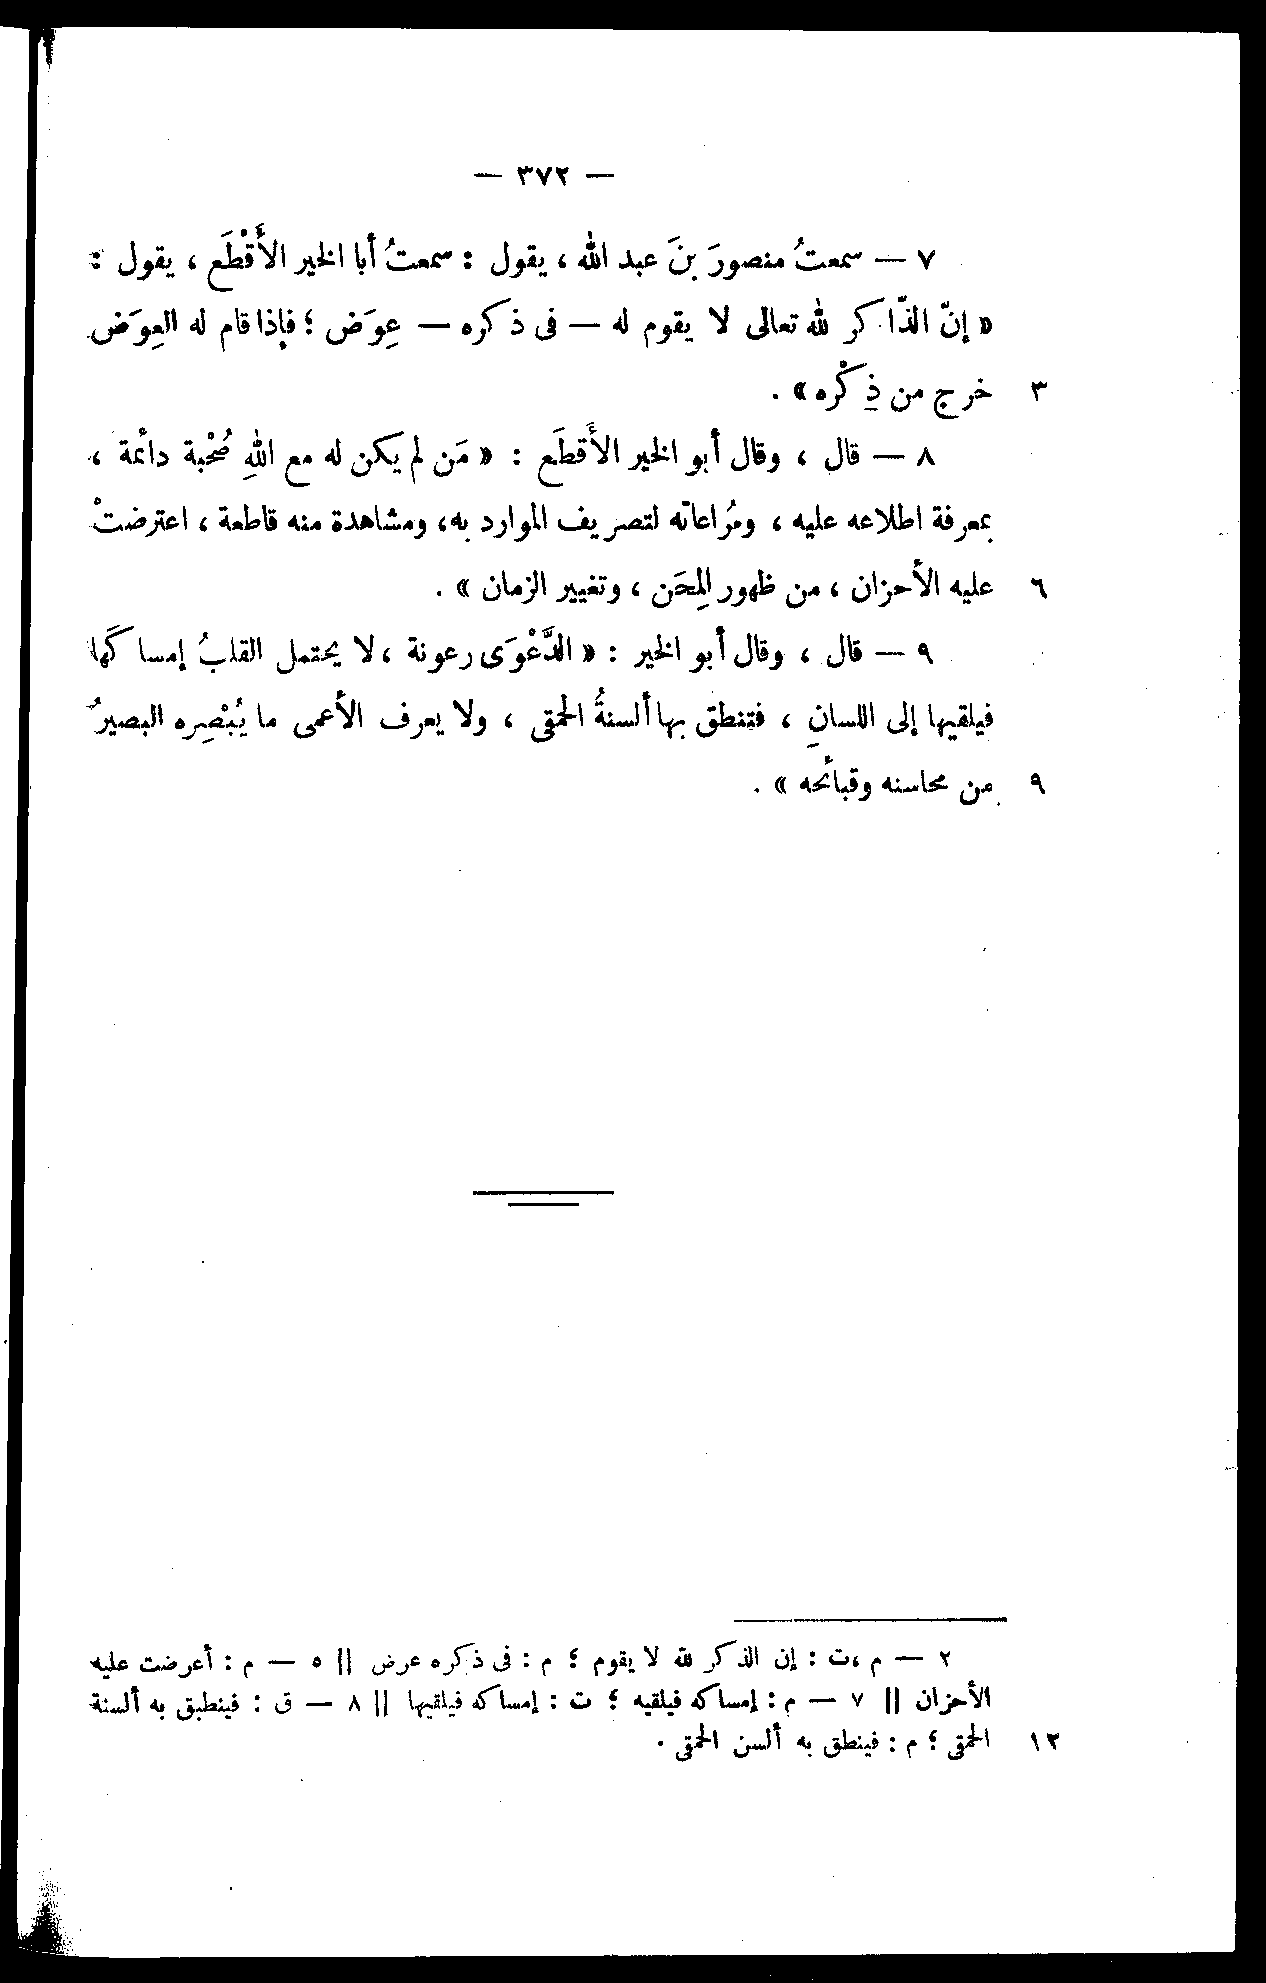 — ٣٧٢ —
٧ — سمعتُ منصورَ بنَ عبد الله ، يقول : سمعتُ أبا الخير الأَقْطَع ، يقول :
« إنّ الذّاكر لله تعالى لا يقوم له — فى ذكره — عِوَض ؛ فإذا قام له العِوَض
٣ خرج من ذِكْره » .
٨ — قال ، وقال أبو الخير الأَقطَع : « مَن لم يكن له مع اللهِ صُحْبة دائمة ،
بمعرفة اطلاعه عليه ، ومُراعاته لتصريف الموارد به، ومشاهدة منه قاطعة ، اعترضتْ
٦ عليه الأحزان ، من ظهور المِحَن ، وتغيير الزمان » .
٩ — قال ، وقال أبو الخير : « الدَّعْوَى رعونة ، لا يحتمل القلبُ إمساكَها
فيلقيها إلى اللسانِ ، فتنطق بها ألسنةُ الحمقى ، ولا يعرف الأعمى ما يُبْصِره البصيرُ
٩ من محاسنه وقبائحه » .
٢ — م ،ت : إن الذكر لله لا يقوم ؛ م : فى ذكره عرض || ٥ — م : أعرضت عليه
الأحزان || ٧ — م : إمساكه فيلقيه ؛ ت : إمساكه فيلقيها || ٨ — ق : فينطبق به ألسنة
١٢ الحمقى ؛ م : فينطق به ألسن الحمقى .